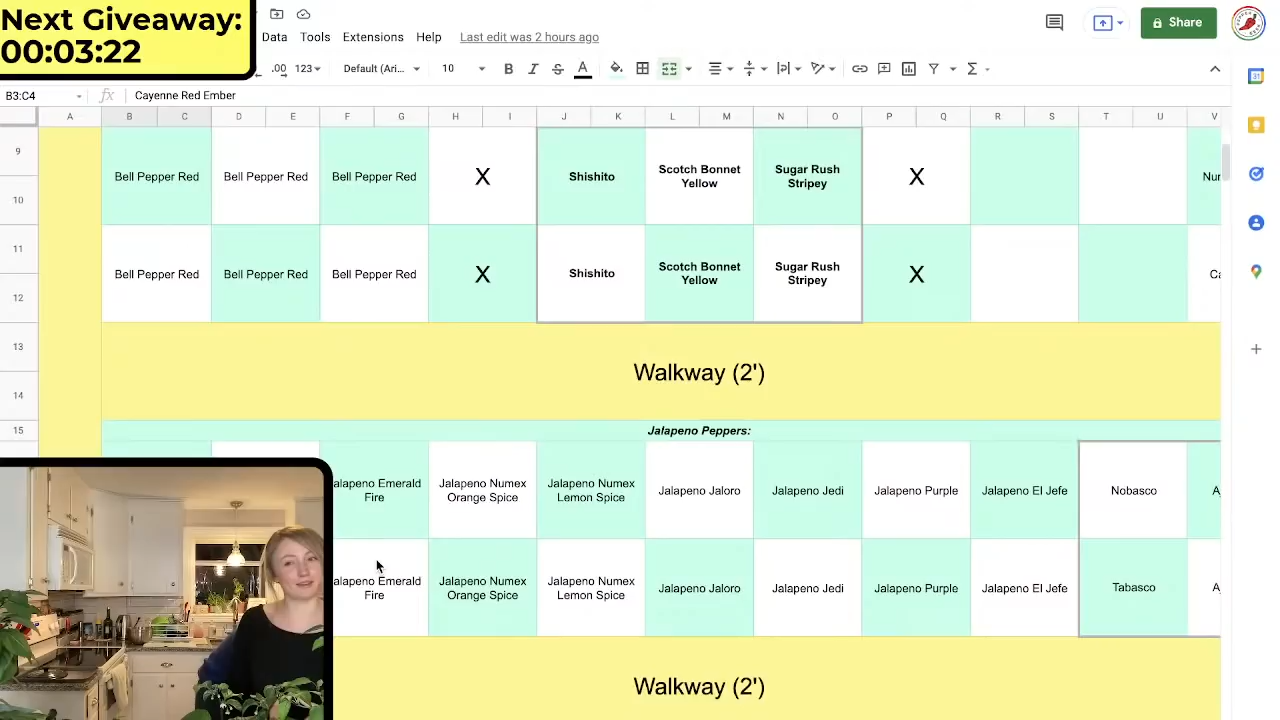 Next Giveaway:
00:03:22
Data Tools Extensions Help Last edit was 2 hours ago
Share
.00 123 Default (Ari... 10 B I S A
B3:C4 fx Cayenne Red Ember
A B C D E F G H I J K L M N O P Q R S T U V
9
Bell Pepper Red Bell Pepper Red Bell Pepper Red X Shishito Scotch Bonnet Yellow Sugar Rush Stripey X
10
11
Bell Pepper Red Bell Pepper Red Bell Pepper Red X Shishito Scotch Bonnet Yellow Sugar Rush Stripey X
12
13
Walkway (2')
14
15 Jalapeno Peppers:
alapeno Emerald Fire Jalapeno Numex Orange Spice Jalapeno Numex Lemon Spice Jalapeno Jaloro Jalapeno Jedi Jalapeno Purple Jalapeno El Jefe Nobasco
alapeno Emerald Fire Jalapeno Numex Orange Spice Jalapeno Numex Lemon Spice Jalapeno Jaloro Jalapeno Jedi Jalapeno Purple Jalapeno El Jefe Tabasco
Walkway (2')